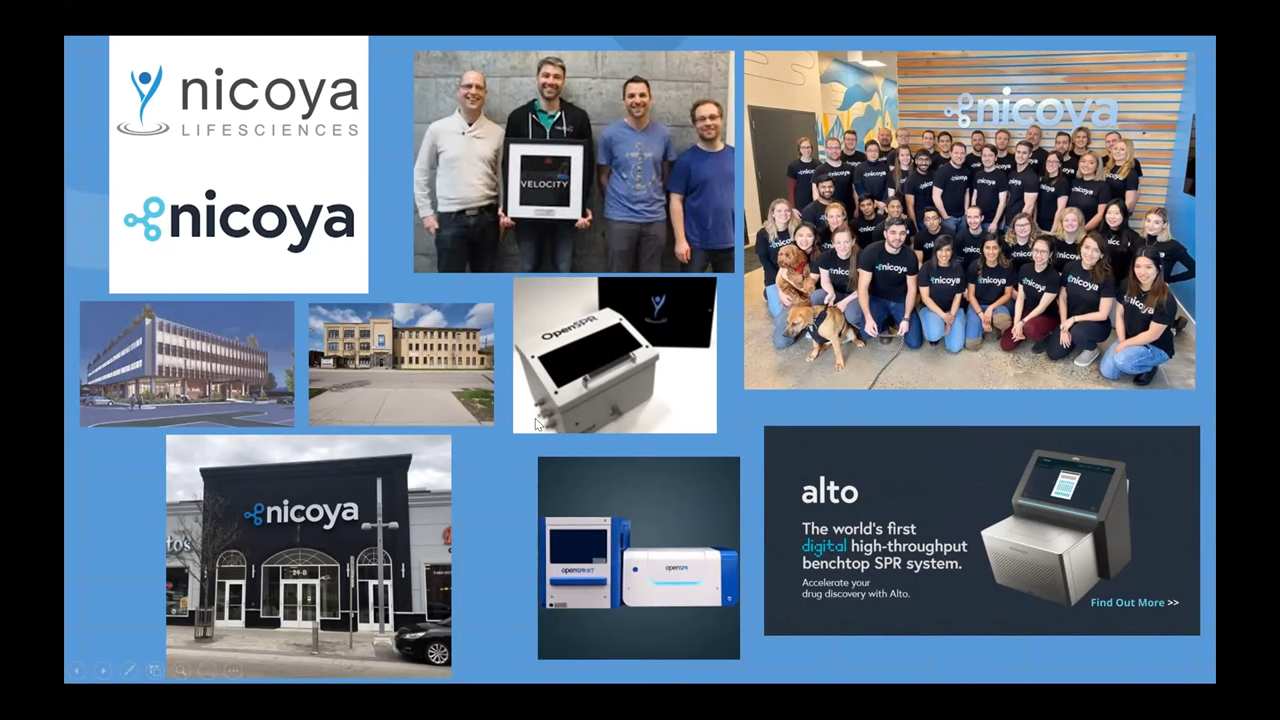 nicoya
LIFESCIENCES
nicoya
VELOCITY
nicoya
OpenSPR
nicoya
29-B
openSPR-XT
openSPR
alto
The world's first
digital high-throughput
benchtop SPR system.
Accelerate your
drug discovery with Alto.
Find Out More >>